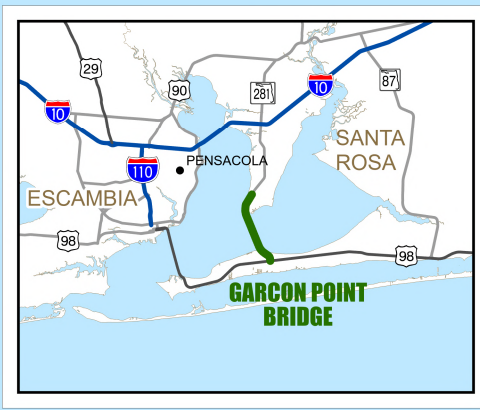 29
90
10
281
87
10
SANTA
ROSA
PENSACOLA
110
ESCAMBIA
98
98
GARCON POINT
BRIDGE